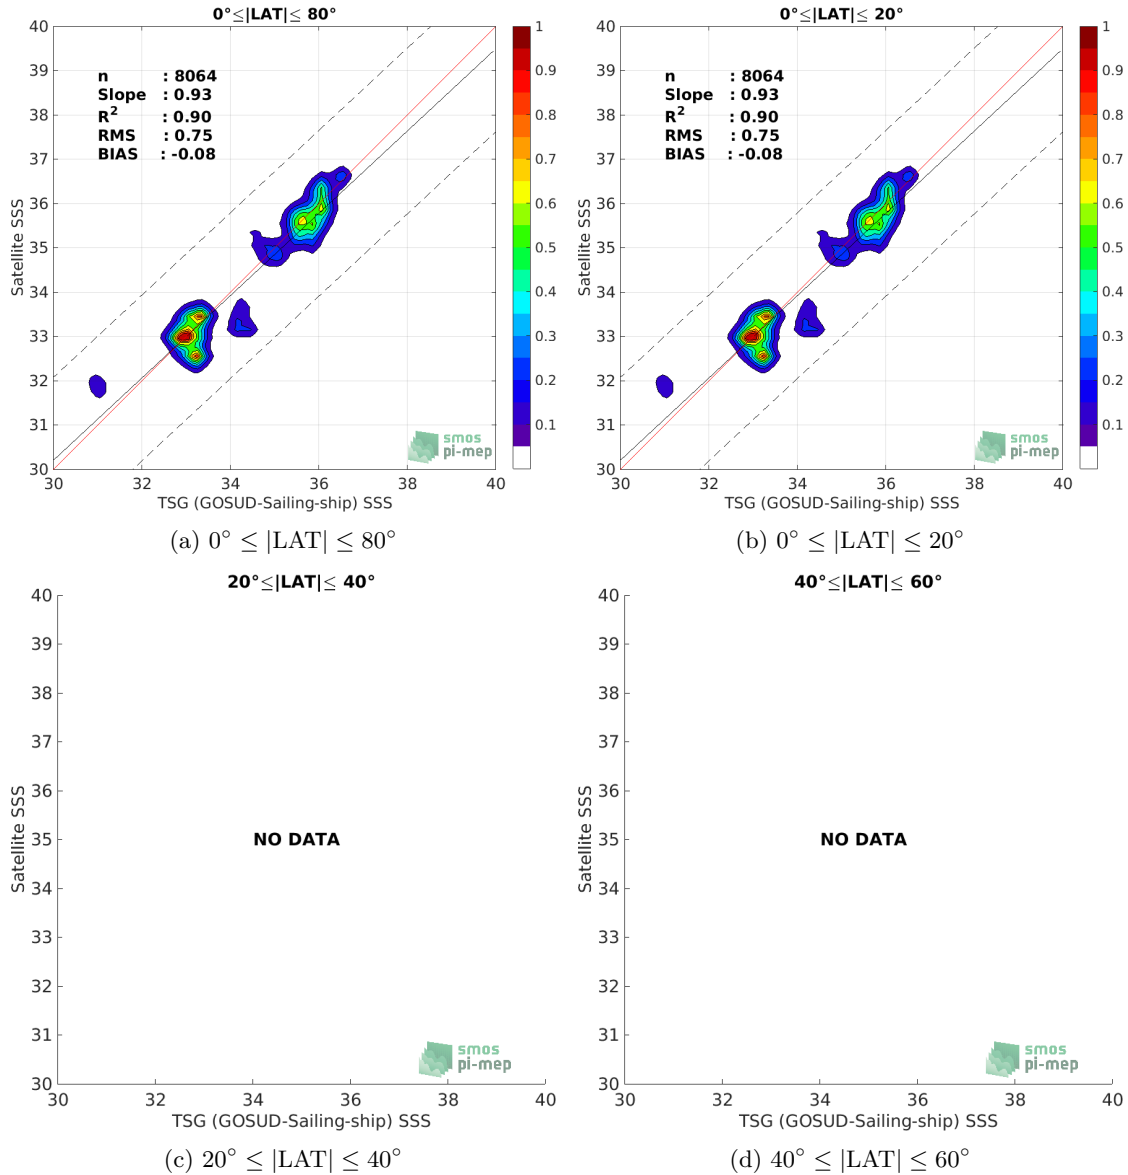 0°≤|LAT|≤ 80°
40
39
38
37
36
35
34
33
32
31
30
Satellite SSS
n : 8064
Slope : 0.93
R² : 0.90
RMS : 0.75
BIAS : -0.08
smos
pi-mep
30 32 34 36 38 40
TSG (GOSUD-Sailing-ship) SSS
1
0.9
0.8
0.7
0.6
0.5
0.4
0.3
0.2
0.1
(a) 0° ≤ |LAT| ≤ 80°
0°≤|LAT|≤ 20°
40
39
38
37
36
35
34
33
32
31
30
Satellite SSS
n : 8064
Slope : 0.93
R² : 0.90
RMS : 0.75
BIAS : -0.08
smos
pi-mep
30 32 34 36 38 40
TSG (GOSUD-Sailing-ship) SSS
1
0.9
0.8
0.7
0.6
0.5
0.4
0.3
0.2
0.1
(b) 0° ≤ |LAT| ≤ 20°
20°≤|LAT|≤ 40°
40
39
38
37
36
35
34
33
32
31
30
Satellite SSS
NO DATA
smos
pi-mep
30 32 34 36 38 40
TSG (GOSUD-Sailing-ship) SSS
(c) 20° ≤ |LAT| ≤ 40°
40°≤|LAT|≤ 60°
40
39
38
37
36
35
34
33
32
31
30
Satellite SSS
NO DATA
smos
pi-mep
30 32 34 36 38 40
TSG (GOSUD-Sailing-ship) SSS
(d) 40° ≤ |LAT| ≤ 60°